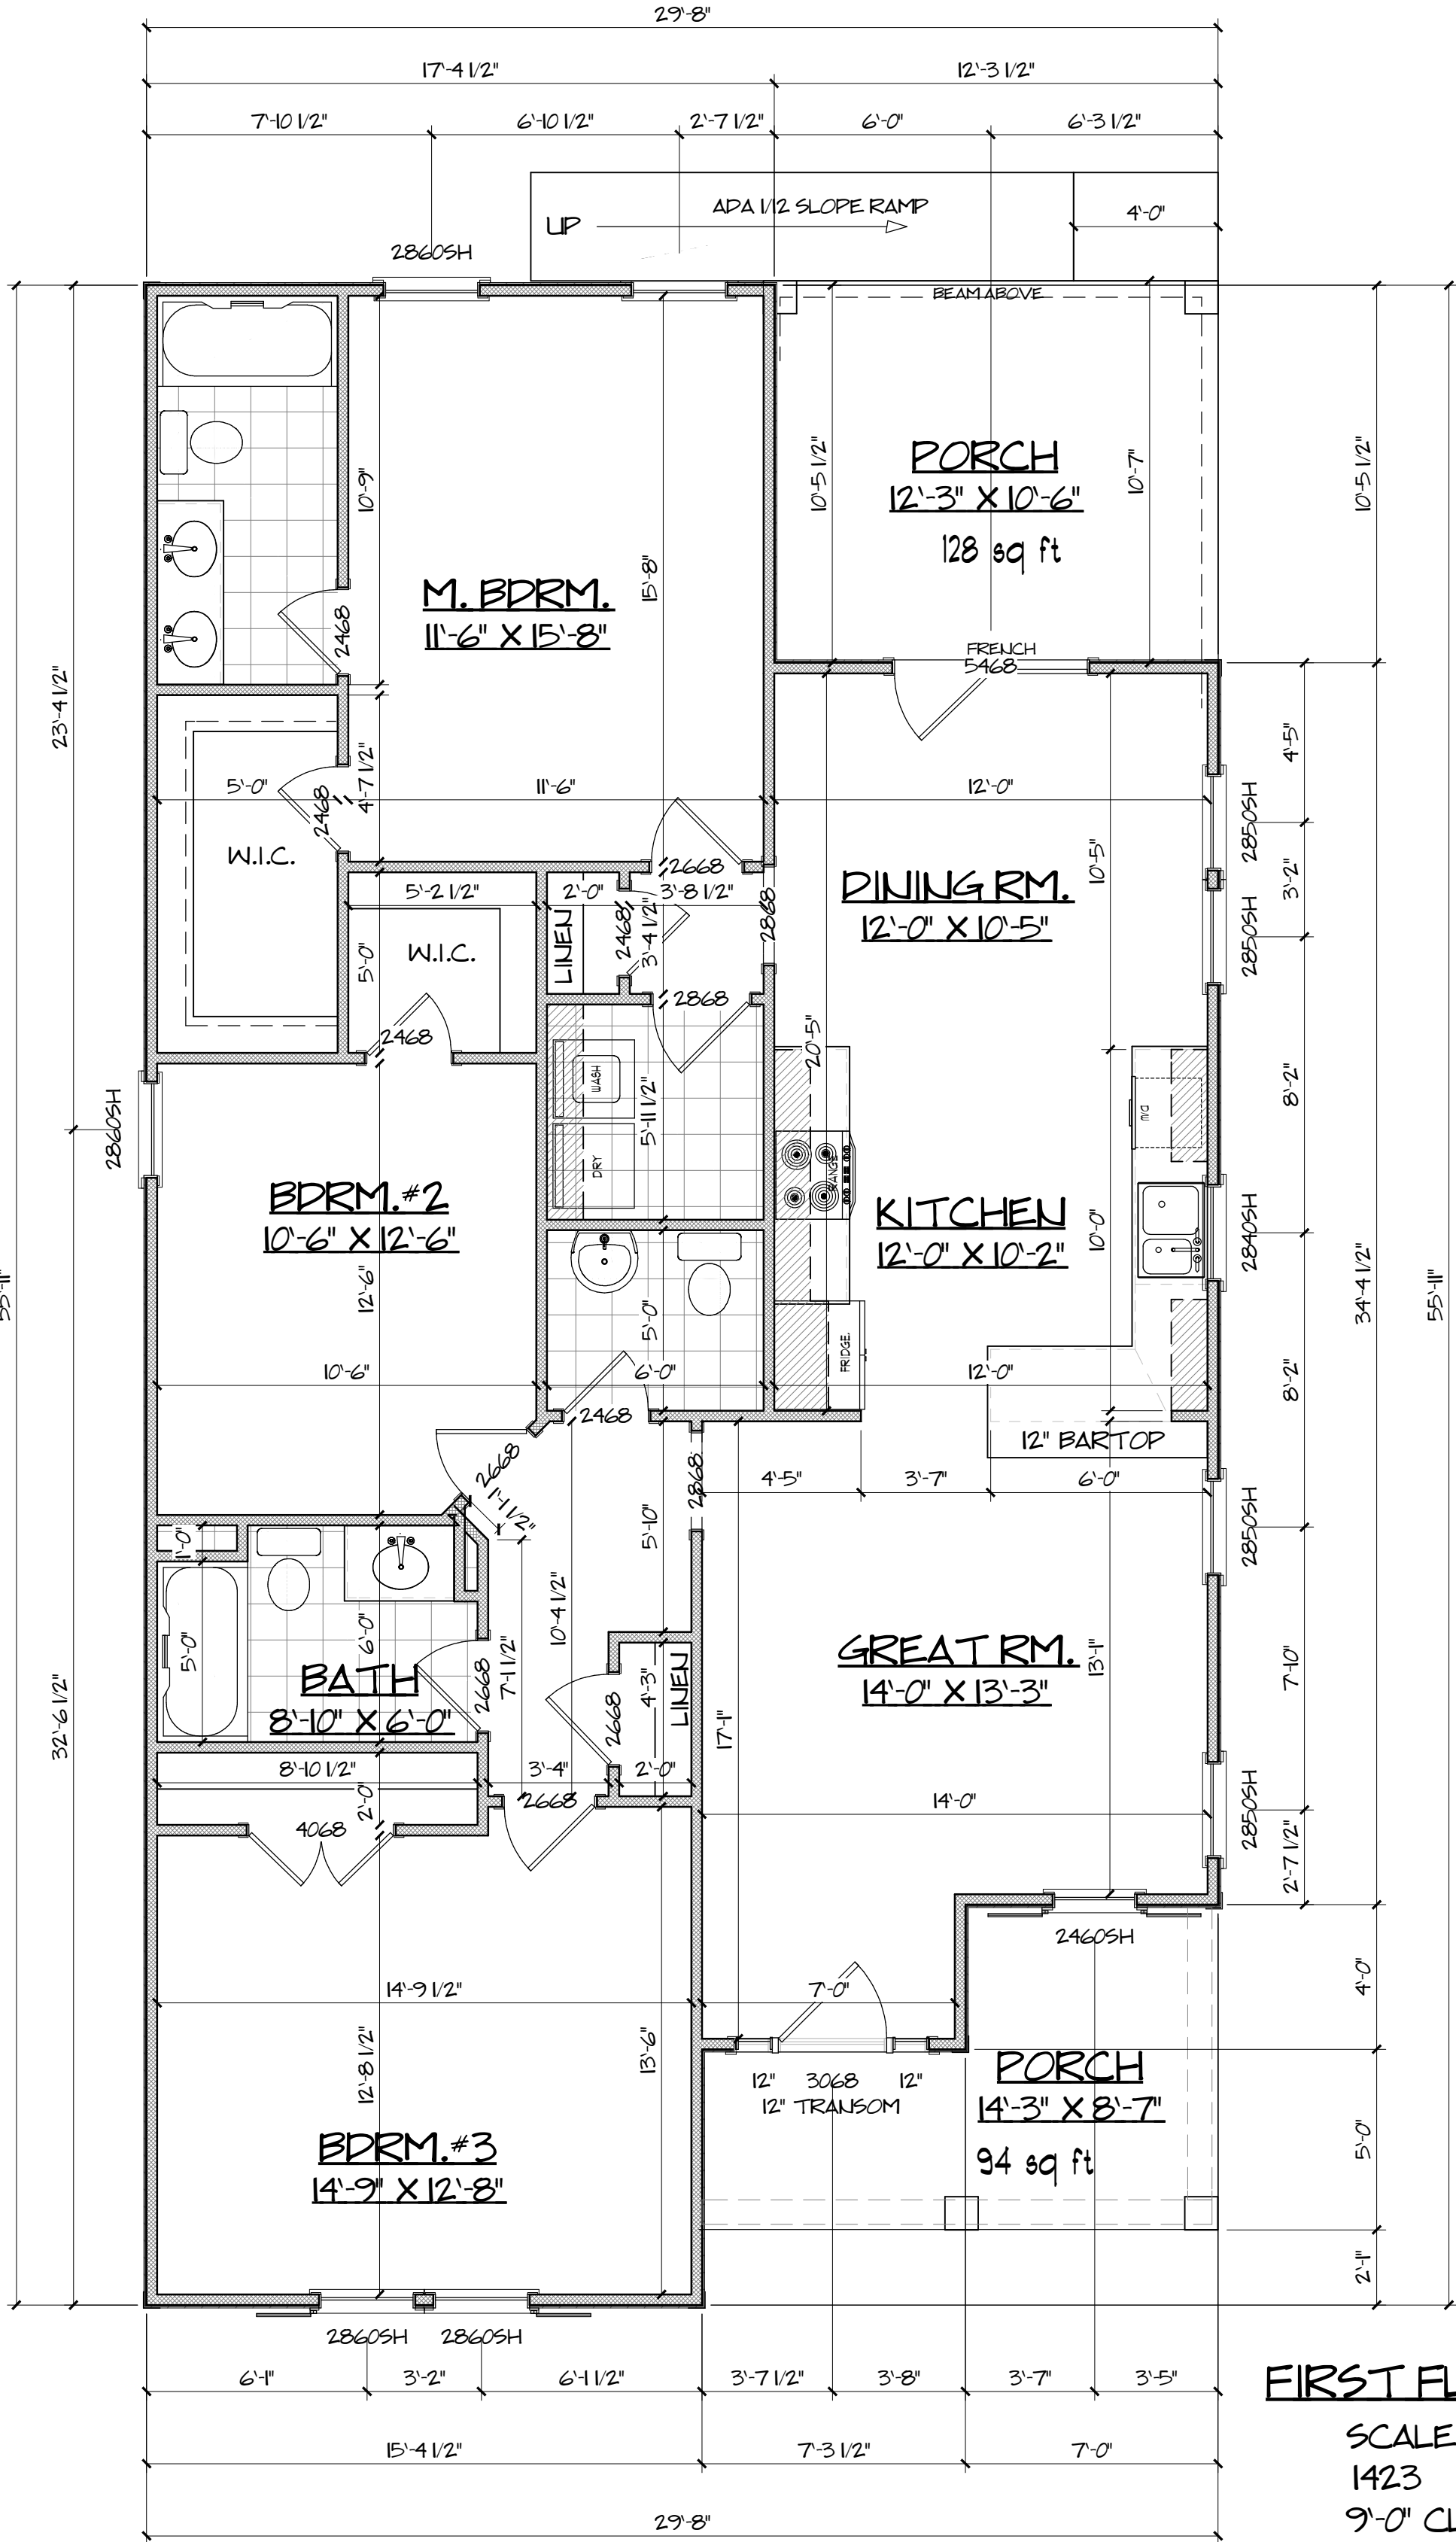 29'-8"
17'-4 1/2" 12'-3 1/2"
7'-10 1/2" 6'-10 1/2" 2'-7 1/2" 6'-0" 6'-3 1/2"
ADA 1/12 SLOPE RAMP
UP
4'-0"
2860SH
BEAM ABOVE
PORCH
12'-3" X 10'-6"
128 sq ft
10'-5 1/2"
10'-7"
10'-5 1/2"
10'-9"
15'-8"
M. BDRM.
11'-6" X 15'-8"
2468
FRENCH
5468
23'-4 1/2"
4'-5"
5'-0"
2468
4'-7 1/2"
11'-6"
12'-0"
2850SH
W.I.C.
10'-5"
2668
DINING RM.
12'-0" X 10'-5"
3'-2"
5'-2 1/2" 2'-0" 3'-8 1/2"
LINEN
2468
3'-4 1/2"
2868
2850SH
W.I.C.
5'-0"
2868
2468
20'-5"
WASH
5'-11 1/2"
DRY
D/W
8'-2"
2860SH
RANGE
BDRM. #2
10'-6" X 12'-6"
KITCHEN
12'-0" X 10'-2"
10'-0"
2840SH
12'-6"
5'-0"
34'-4 1/2"
55'-11"
55'-11"
FRIDGE.
10'-6"
6'-0"
12'-0"
8'-2"
2468
12" BARTOP
2668
1'-1 1/2"
2868
4'-5" 3'-7" 6'-0"
5'-10"
2850SH
1'-0"
10'-4 1/2"
5'-0"
6'-0"
BATH
8'-10" X 6'-0"
2668
7'-1 1/2"
2668
4'-3"
LINEN
GREAT RM.
14'-0" X 13'-3"
13'-1"
17'-1"
7'-10"
32'-6 1/2"
8'-10 1/2" 3'-4" 2'-0"
2'-0"
2668
14'-0"
2850SH
4068
2'-7 1/2"
2460SH
14'-9 1/2"
7'-0"
4'-0"
12'-8 1/2"
13'-6"
12" 3068 12"
12" TRANSOM
PORCH
14'-3" X 8'-7"
94 sq ft
BDRM. #3
14'-9" X 12'-8"
5'-0"
2'-1"
2860SH 2860SH
6'-1" 3'-2" 6'-1 1/2" 3'-7 1/2" 3'-8" 3'-7" 3'-5"
FIRST FL
SCALE
15'-4 1/2" 7'-3 1/2" 7'-0"
1423
9'-0" CL
29'-8"